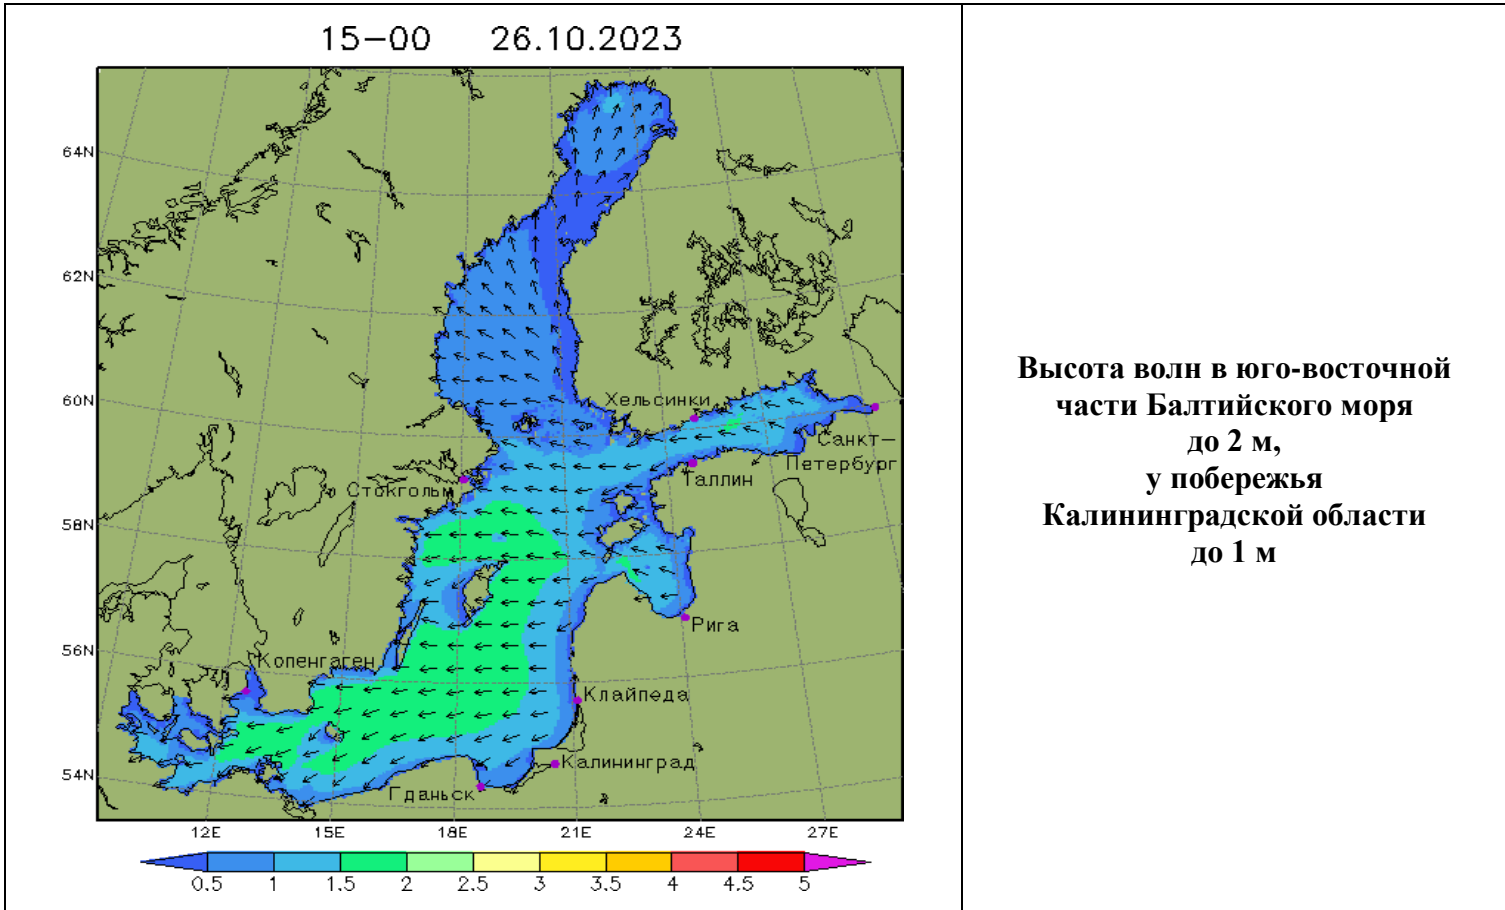 15-00 26.10.2023
64N
62N
60N
58N
56N
54N
Хельсинки
Санкт-
Петербург
Таллин
Стокгольм
Рига
Копенгаген
Клайпеда
Калининград
Гданьск
12E 15E 18E 21E 24E 27E
0.5 1 1.5 2 2.5 3 3.5 4 4.5 5
Высота волн в юго-восточной
части Балтийского моря
до 2 м,
у побережья
Калининградской области
до 1 м